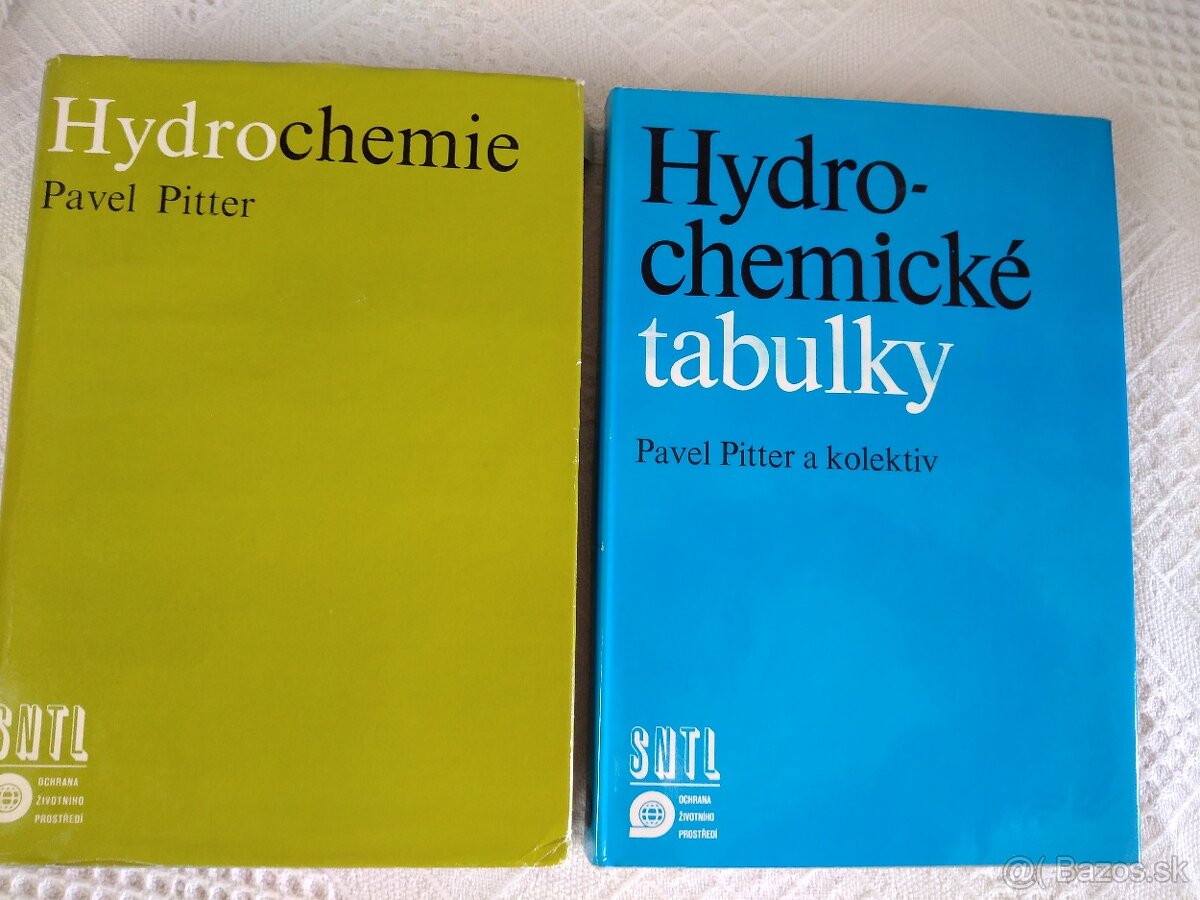 Hydrochemie
Pavel Pitter
SNTL
OCHRANA
ŽIVOTNÍHO
PROSTŘEDÍ
Hydro-
chemické
tabulky
Pavel Pitter a kolektiv
SNTL
OCHRANA
ŽIVOTNÍHO
PROSTŘEDÍ
@( Bazos.sk